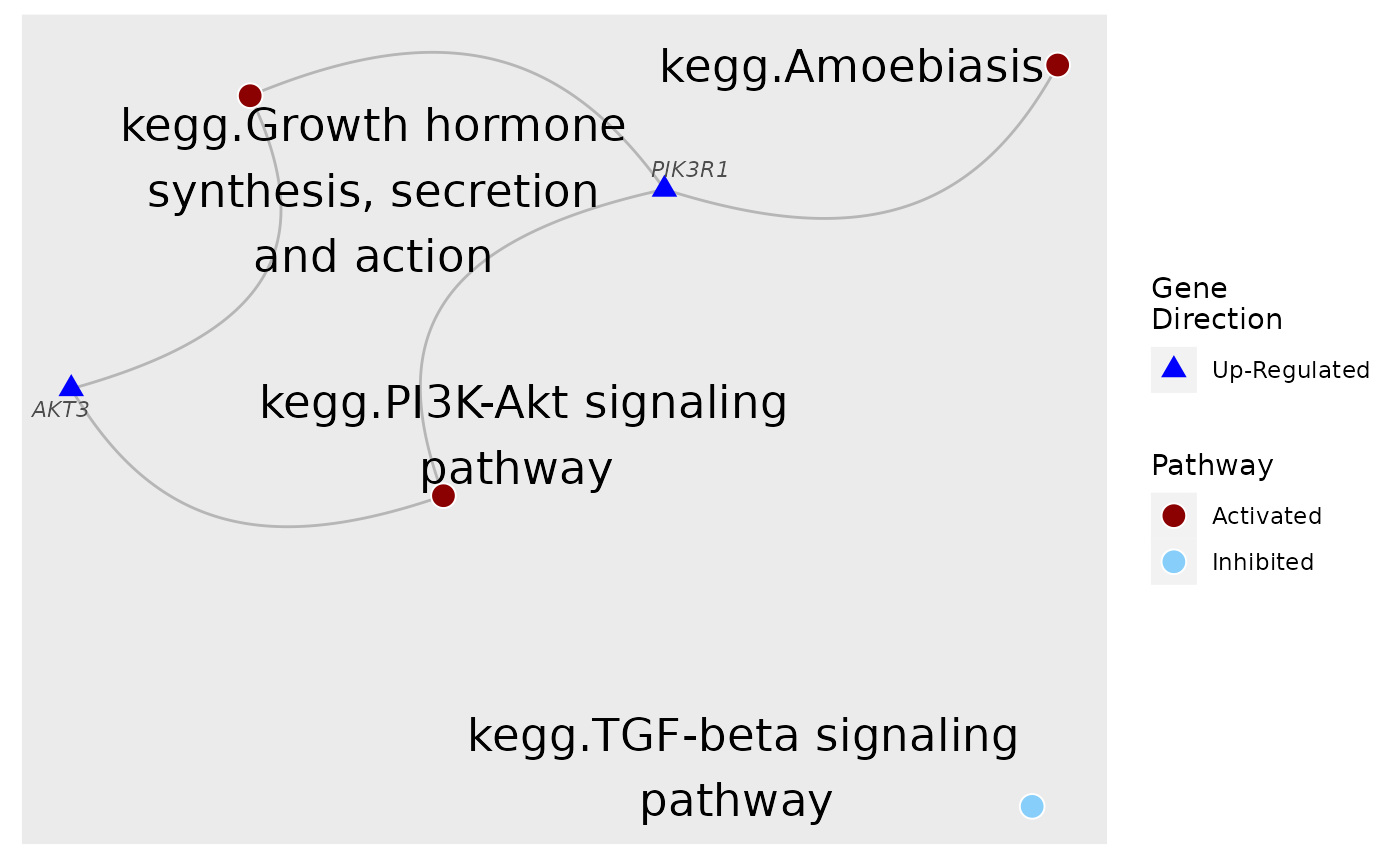 kegg.Amoebiasis
kegg.Growth hormone
synthesis, secretion
and action
PIK3R1
AKT3
kegg.PI3K-Akt signaling
pathway
kegg.TGF-beta signaling
pathway
Gene
Direction
Up-Regulated
Pathway
Activated
Inhibited